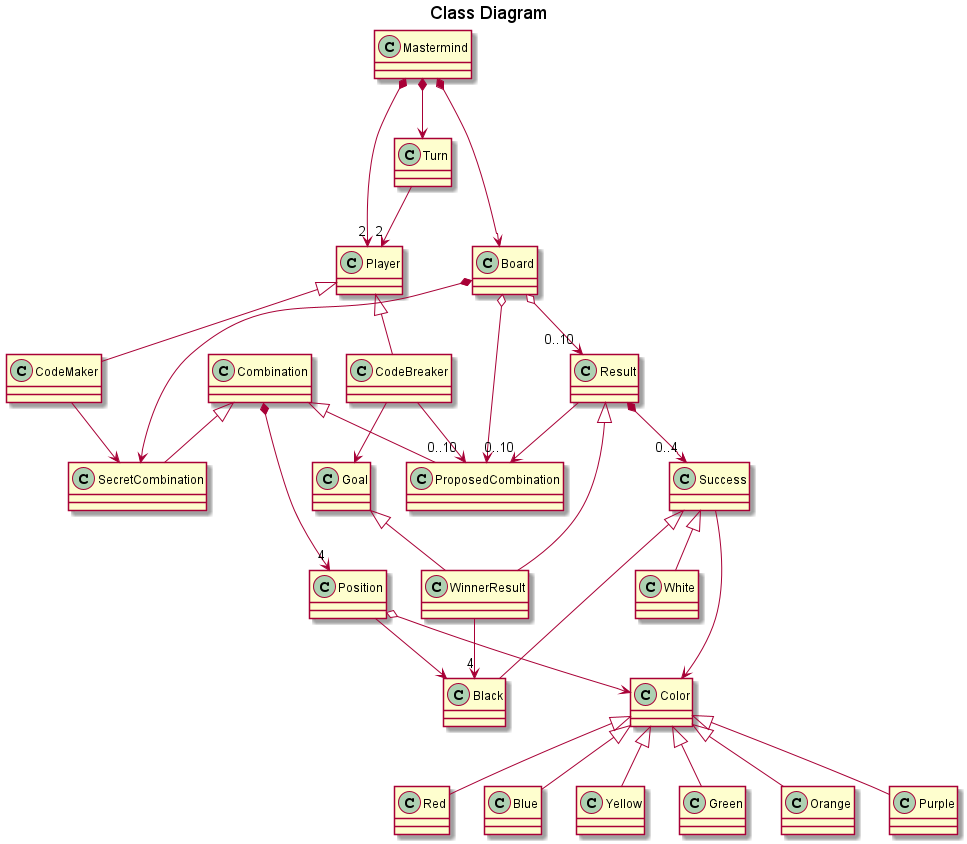 Class Diagram
C Mastermind
C Turn
2 2
C Player
C Board
0..10
C CodeMaker
C Combination
C CodeBreaker
C Result
0..10 0..10 0..4
C SecretCombination
C Goal
C ProposedCombination
C Success
4
C Position
C WinnerResult
C White
4
C Black
C Color
C Red
C Blue
C Yellow
C Green
C Orange
C Purple